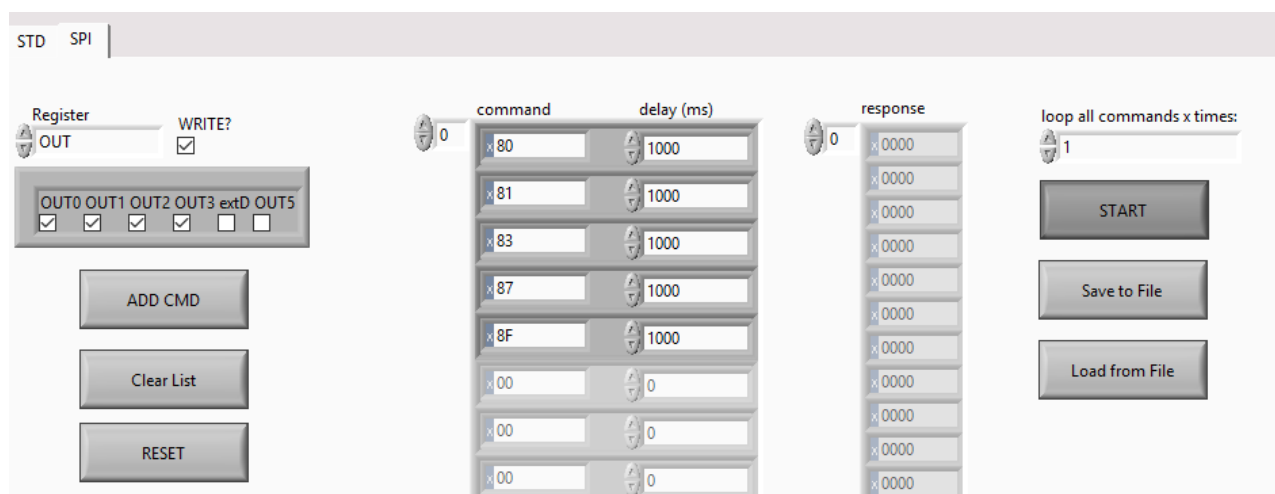 STD SPI
Register
WRITE?
OUT
OUT0 OUT1 OUT2 OUT3 extD OUT5
ADD CMD
Clear List
RESET
command delay (ms)
0
x 80 1000
x 81 1000
x 83 1000
x 87 1000
x 8F 1000
x 00 0
x 00 0
x 00 0
response
0
x 0000
x 0000
x 0000
x 0000
x 0000
x 0000
x 0000
x 0000
x 0000
x 0000
x 0000
loop all commands x times:
1
START
Save to File
Load from File